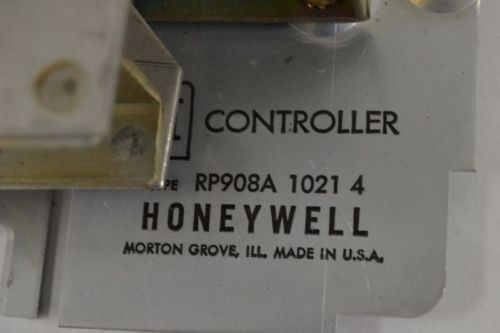 CONTROLLER
RP908A 1021 4
HONEYWELL
MORTON GROVE, ILL. MADE IN U.S.A.